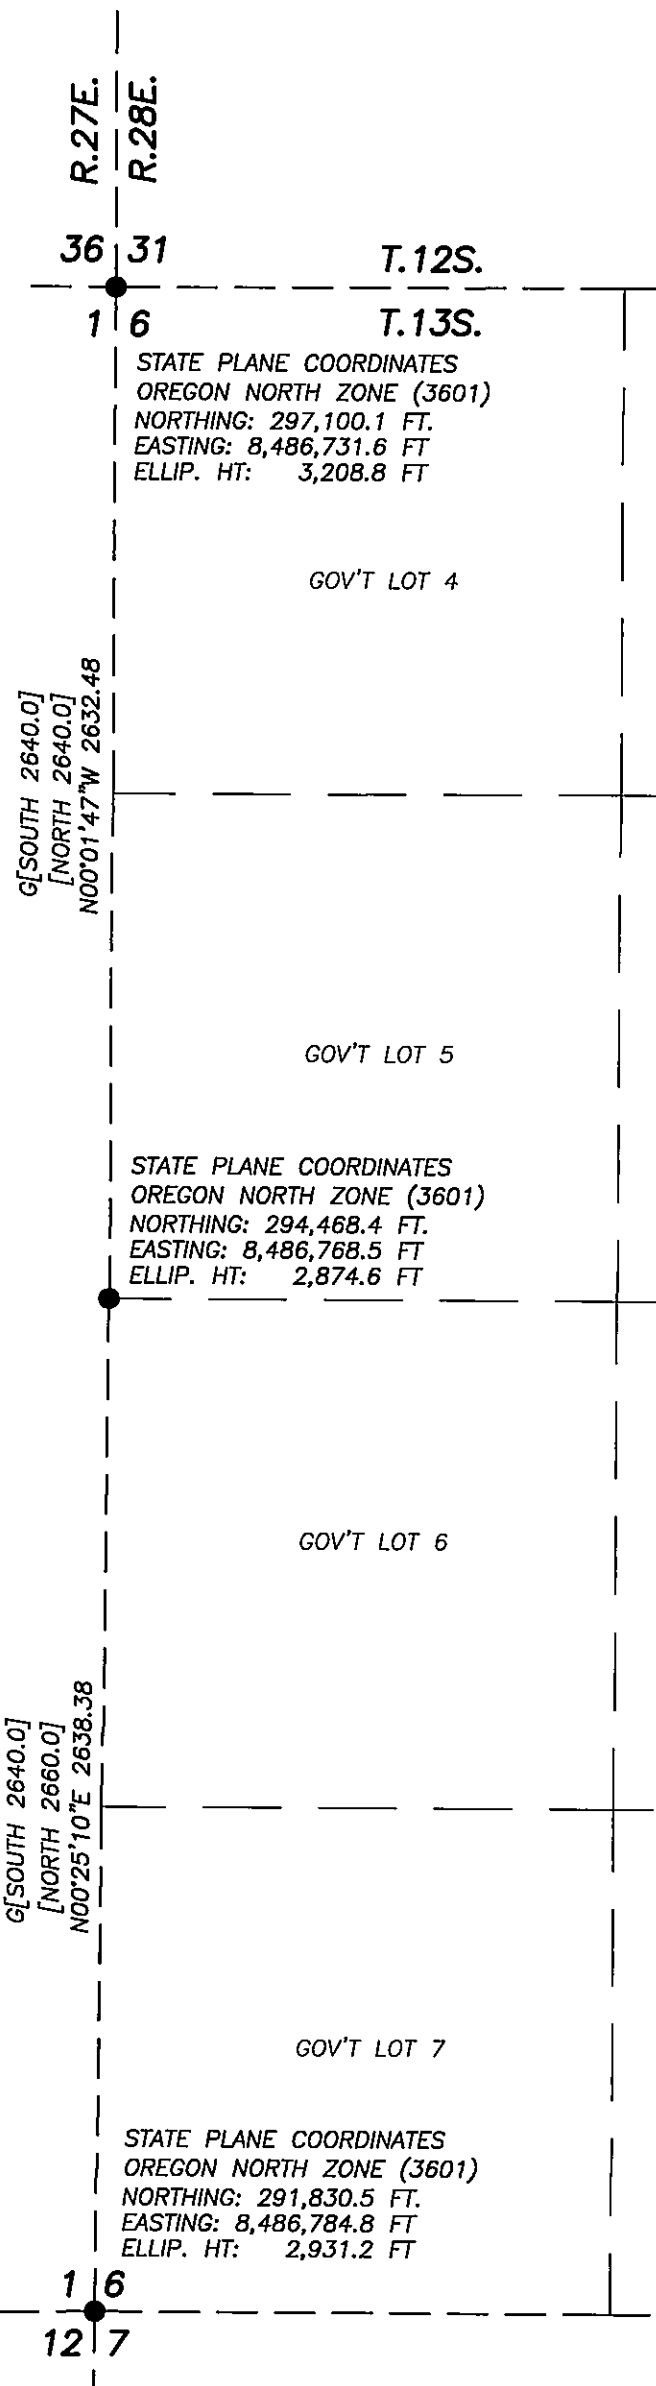 R.27E.
R.28E.
36 31
T.12S.
1 6
T.13S.
STATE PLANE COORDINATES
OREGON NORTH ZONE (3601)
NORTHING: 297,100.1 FT.
EASTING: 8,486,731.6 FT
ELLIP. HT: 3,208.8 FT
GOV'T LOT 4
G[SOUTH 2640.0]
[NORTH 2640.0]
N00°01'47"W 2632.48
GOV'T LOT 5
STATE PLANE COORDINATES
OREGON NORTH ZONE (3601)
NORTHING: 294,468.4 FT.
EASTING: 8,486,768.5 FT
ELLIP. HT: 2,874.6 FT
GOV'T LOT 6
G[SOUTH 2640.0]
[NORTH 2660.0]
N00°25'10"E 2638.38
GOV'T LOT 7
STATE PLANE COORDINATES
OREGON NORTH ZONE (3601)
NORTHING: 291,830.5 FT.
EASTING: 8,486,784.8 FT
ELLIP. HT: 2,931.2 FT
1 6
12 7